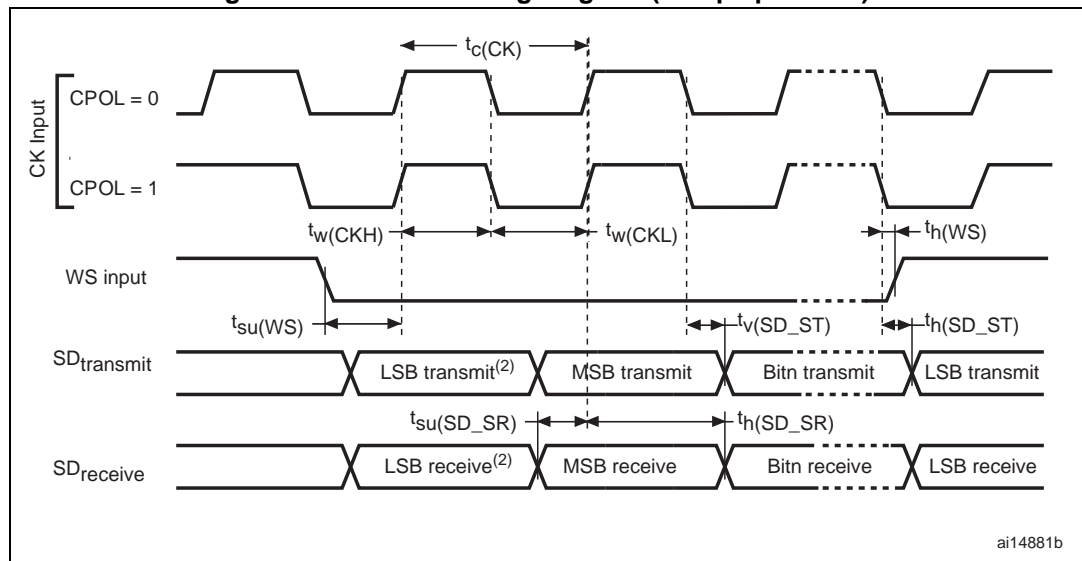 tc(CK)
CK Input
CPOL = 0
CPOL = 1
tw(CKH)
tw(CKL)
th(WS)
WS input
tsu(WS)
tv(SD_ST)
th(SD_ST)
SDtransmit
LSB transmit(2)
MSB transmit
Bitn transmit
LSB transmit
tsu(SD_SR)
th(SD_SR)
SDreceive
LSB receive(2)
MSB receive
Bitn receive
LSB receive
ai14881b